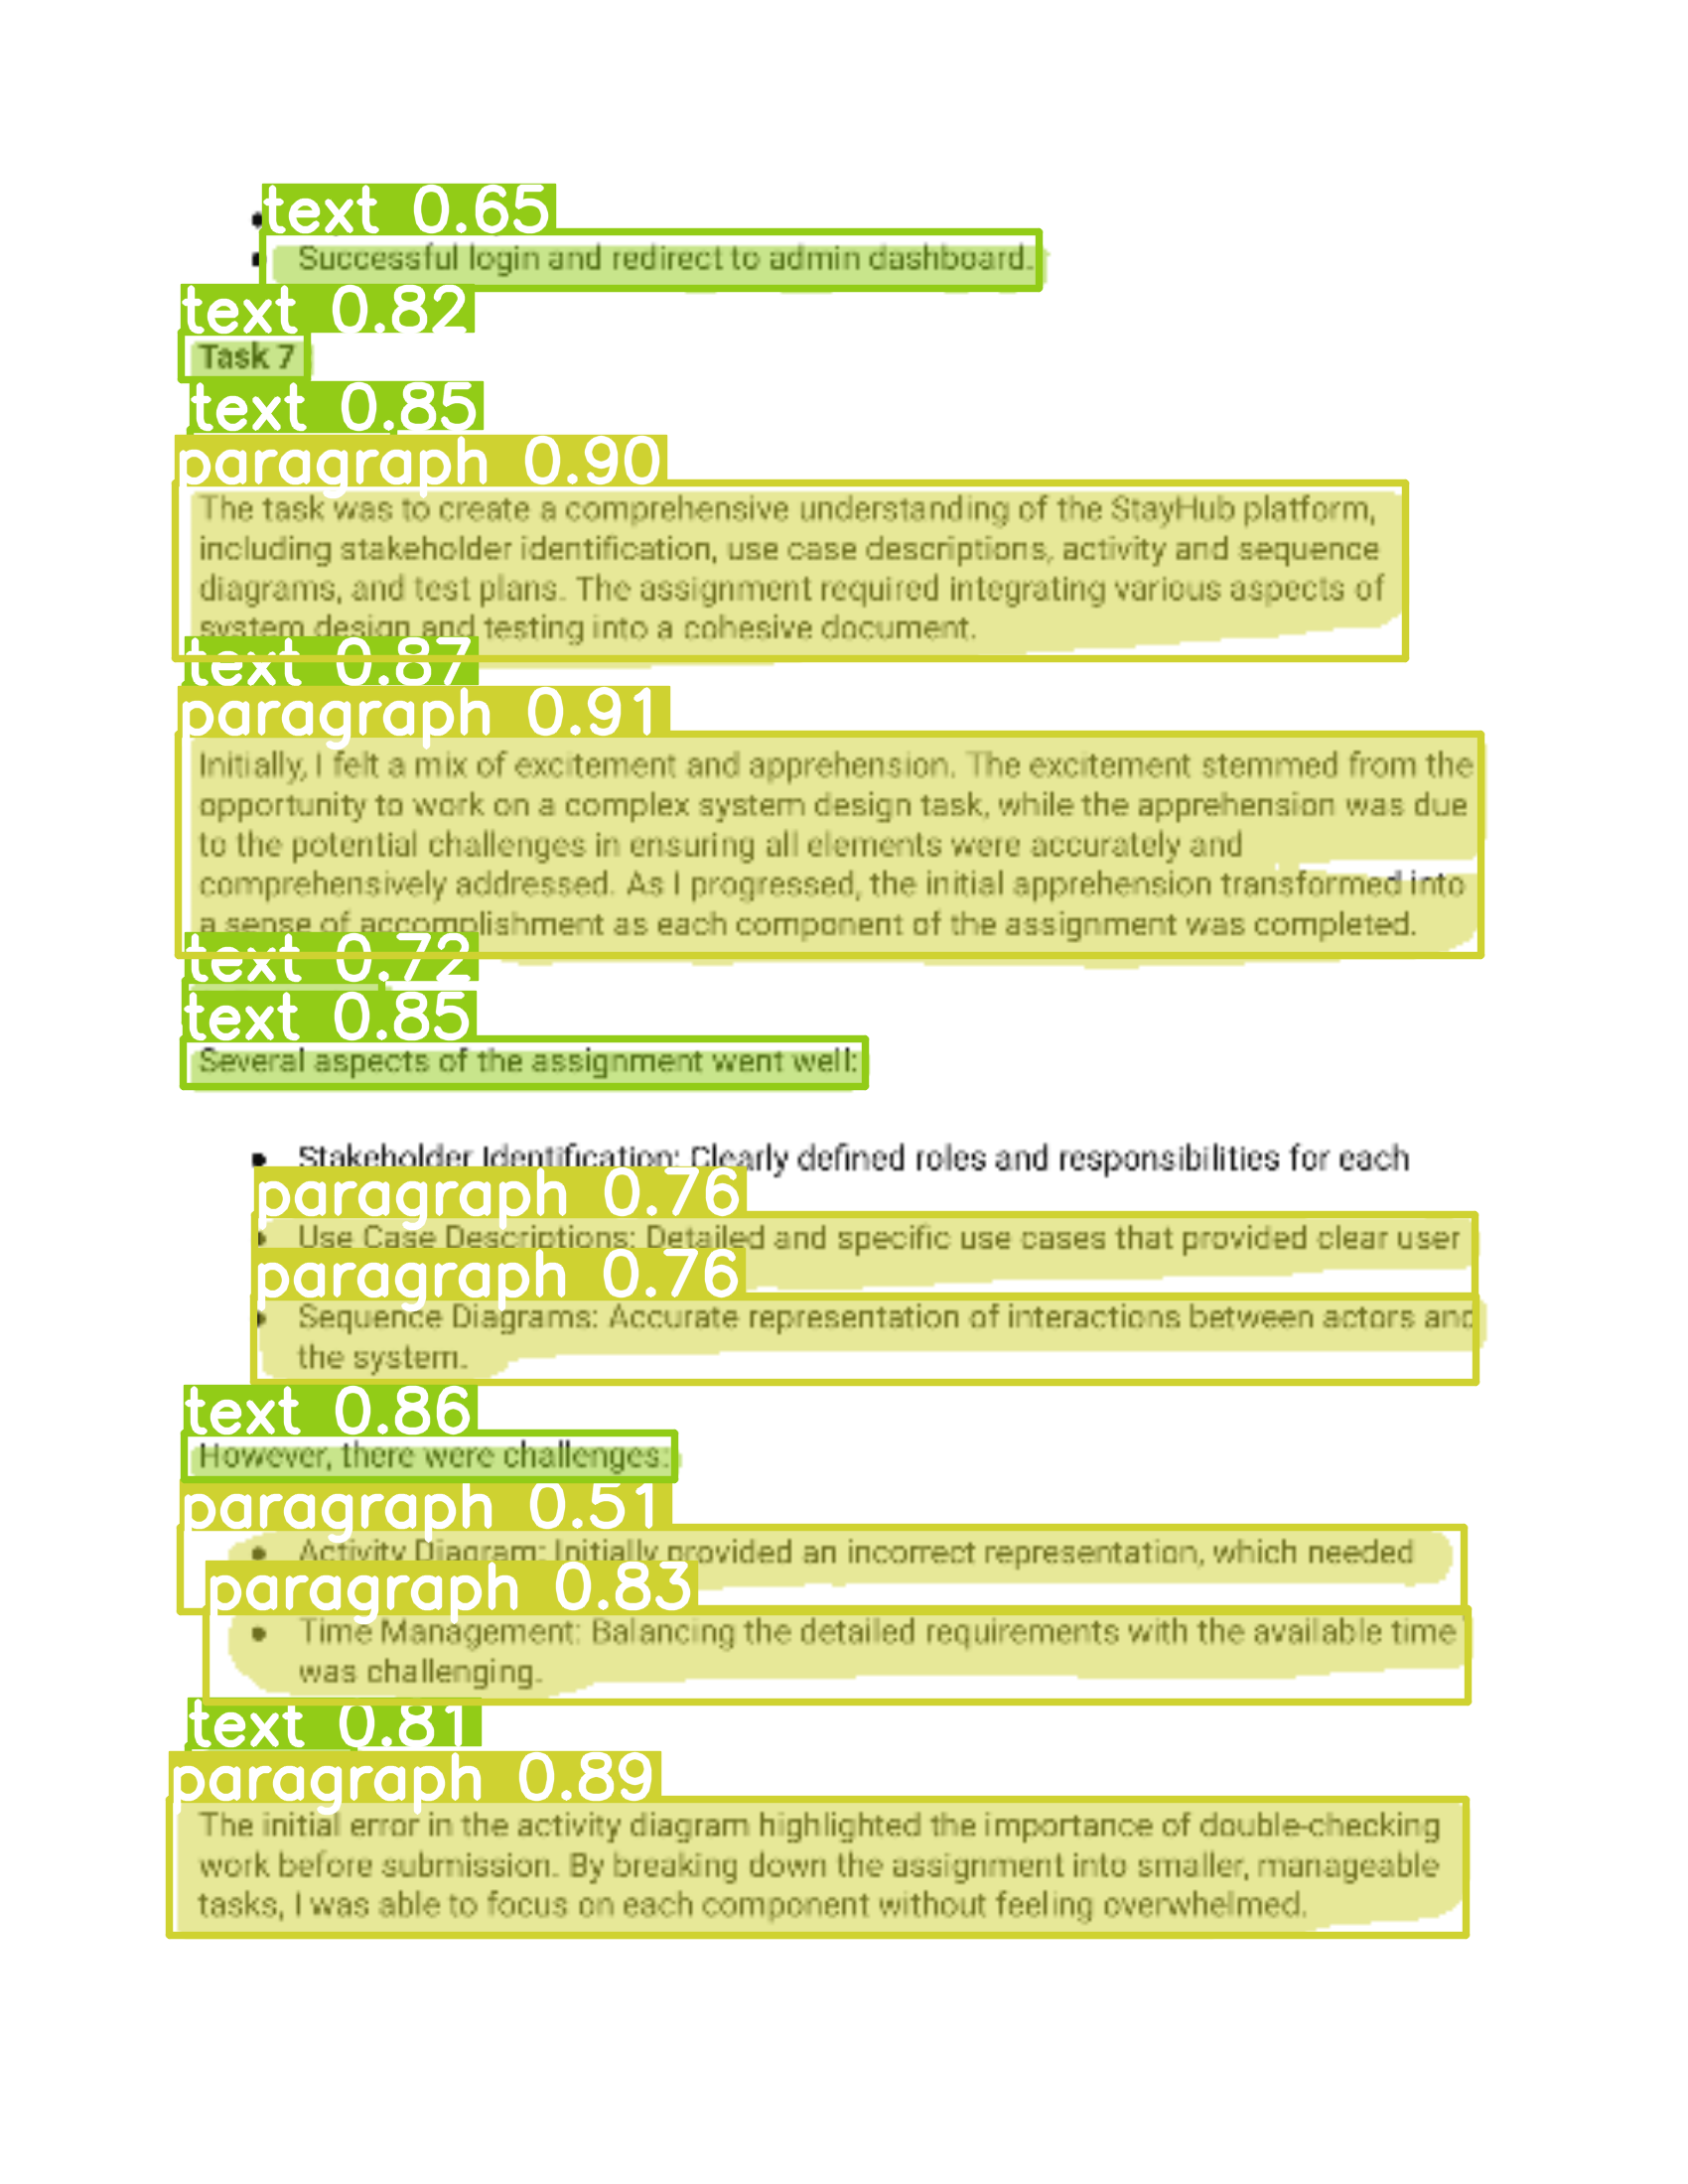 text 0.65
• Successful login and redirect to admin dashboard.
text 0.82
Task 7
text 0.85
paragraph 0.90
The task was to create a comprehensive understanding of the StayHub platform,
including stakeholder identification, use case descriptions, activity and sequence
diagrams, and test plans. The assignment required integrating various aspects of
system design and testing into a cohesive document.
text 0.87
paragraph 0.91
Initially, I felt a mix of excitement and apprehension. The excitement stemmed from the
opportunity to work on a complex system design task, while the apprehension was due
to the potential challenges in ensuring all elements were accurately and
comprehensively addressed. As I progressed, the initial apprehension transformed into
a sense of accomplishment as each component of the assignment was completed.
text 0.72
text 0.85
Several aspects of the assignment went well:
• Stakeholder Identification: Clearly defined roles and responsibilities for each
paragraph 0.76
• Use Case Descriptions: Detailed and specific use cases that provided clear user
paragraph 0.76
• Sequence Diagrams: Accurate representation of interactions between actors and
the system.
text 0.86
However, there were challenges:
paragraph 0.51
• Activity Diagram: Initially provided an incorrect representation, which needed
paragraph 0.83
• Time Management: Balancing the detailed requirements with the available time
was challenging.
text 0.81
paragraph 0.89
The initial error in the activity diagram highlighted the importance of double-checking
work before submission. By breaking down the assignment into smaller, manageable
tasks, I was able to focus on each component without feeling overwhelmed.